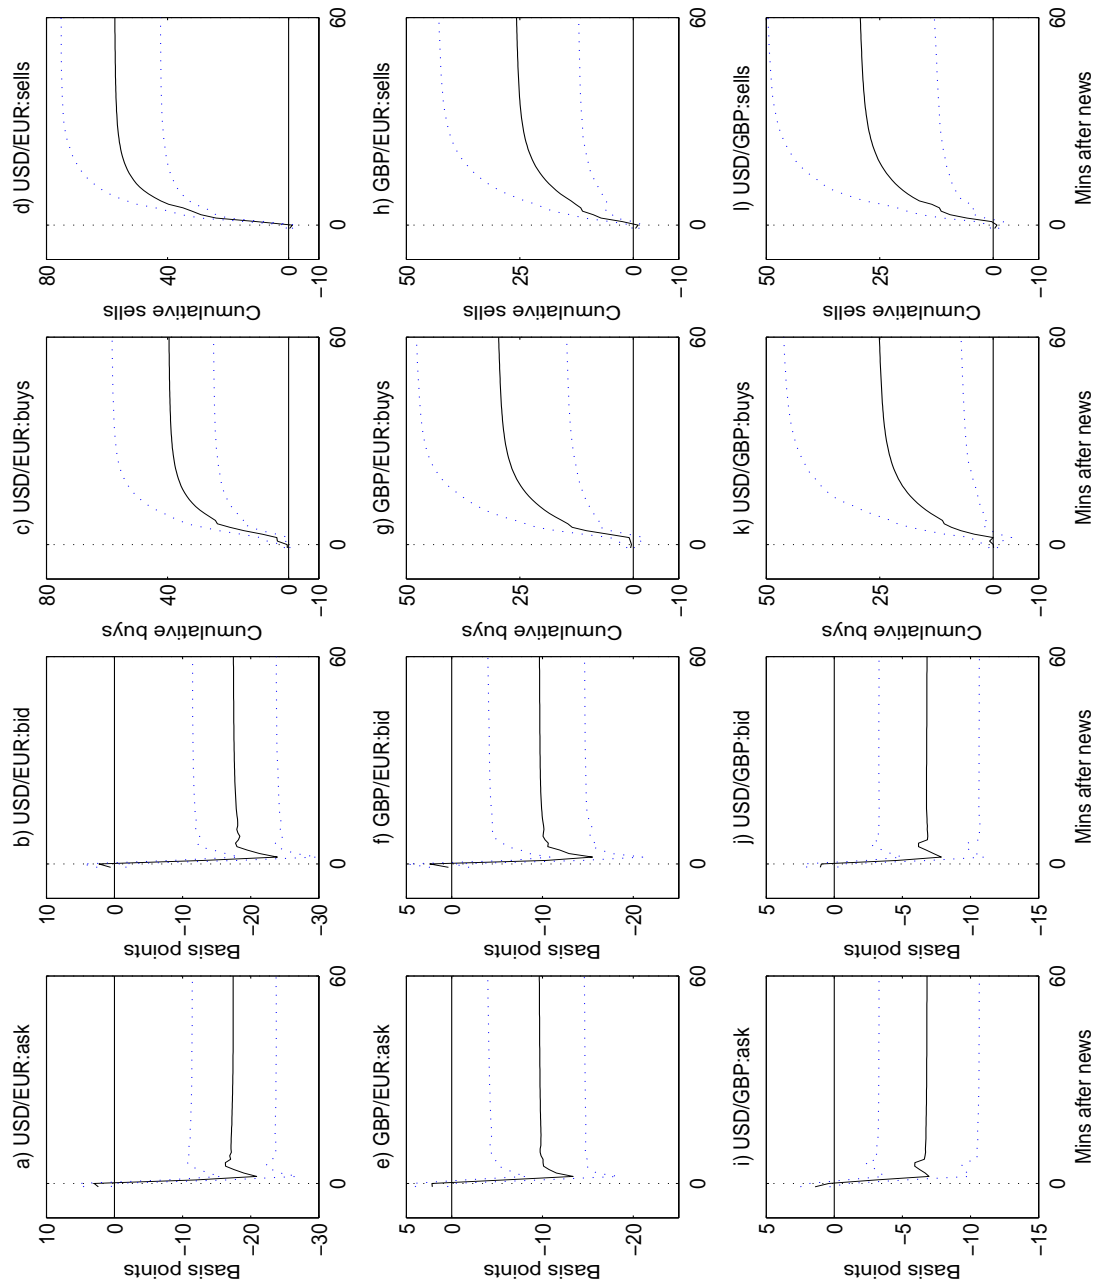 a) USD/EUR:ask
10
0
−10
−20
−30
0
60
Basis points
b) USD/EUR:bid
10
0
−10
−20
−30
0
60
Basis points
c) USD/EUR:buys
80
40
0
−10
0
60
Cumulative buys
d) USD/EUR:sells
80
40
0
−10
0
60
Cumulative sells
e) GBP/EUR:ask
5
0
−10
−20
0
60
Basis points
f) GBP/EUR:bid
5
0
−10
−20
0
60
Basis points
g) GBP/EUR:buys
50
25
0
−10
0
60
Cumulative buys
h) GBP/EUR:sells
50
25
0
−10
0
60
Cumulative sells
i) USD/GBP:ask
5
0
−5
−10
−15
0
60
Basis points
Mins after news
j) USD/GBP:bid
5
0
−5
−10
−15
0
60
Basis points
Mins after news
k) USD/GBP:buys
50
25
0
−10
0
60
Cumulative buys
Mins after news
l) USD/GBP:sells
50
25
0
−10
0
60
Cumulative sells
Mins after news